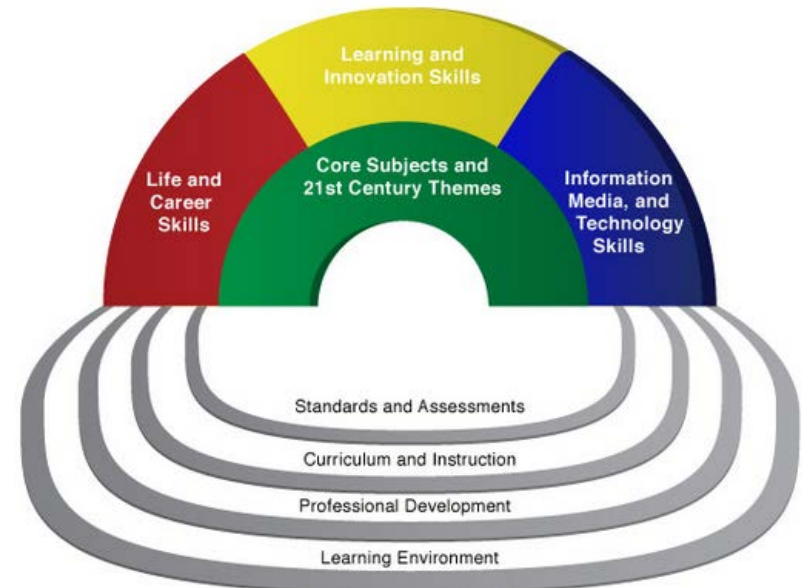 Learning and
Innovation Skills
Core Subjects and
21st Century Themes
Life and
Career
Skills
Information
Media, and
Technology
Skills
Standards and Assessments
Curriculum and Instruction
Professional Development
Learning Environment